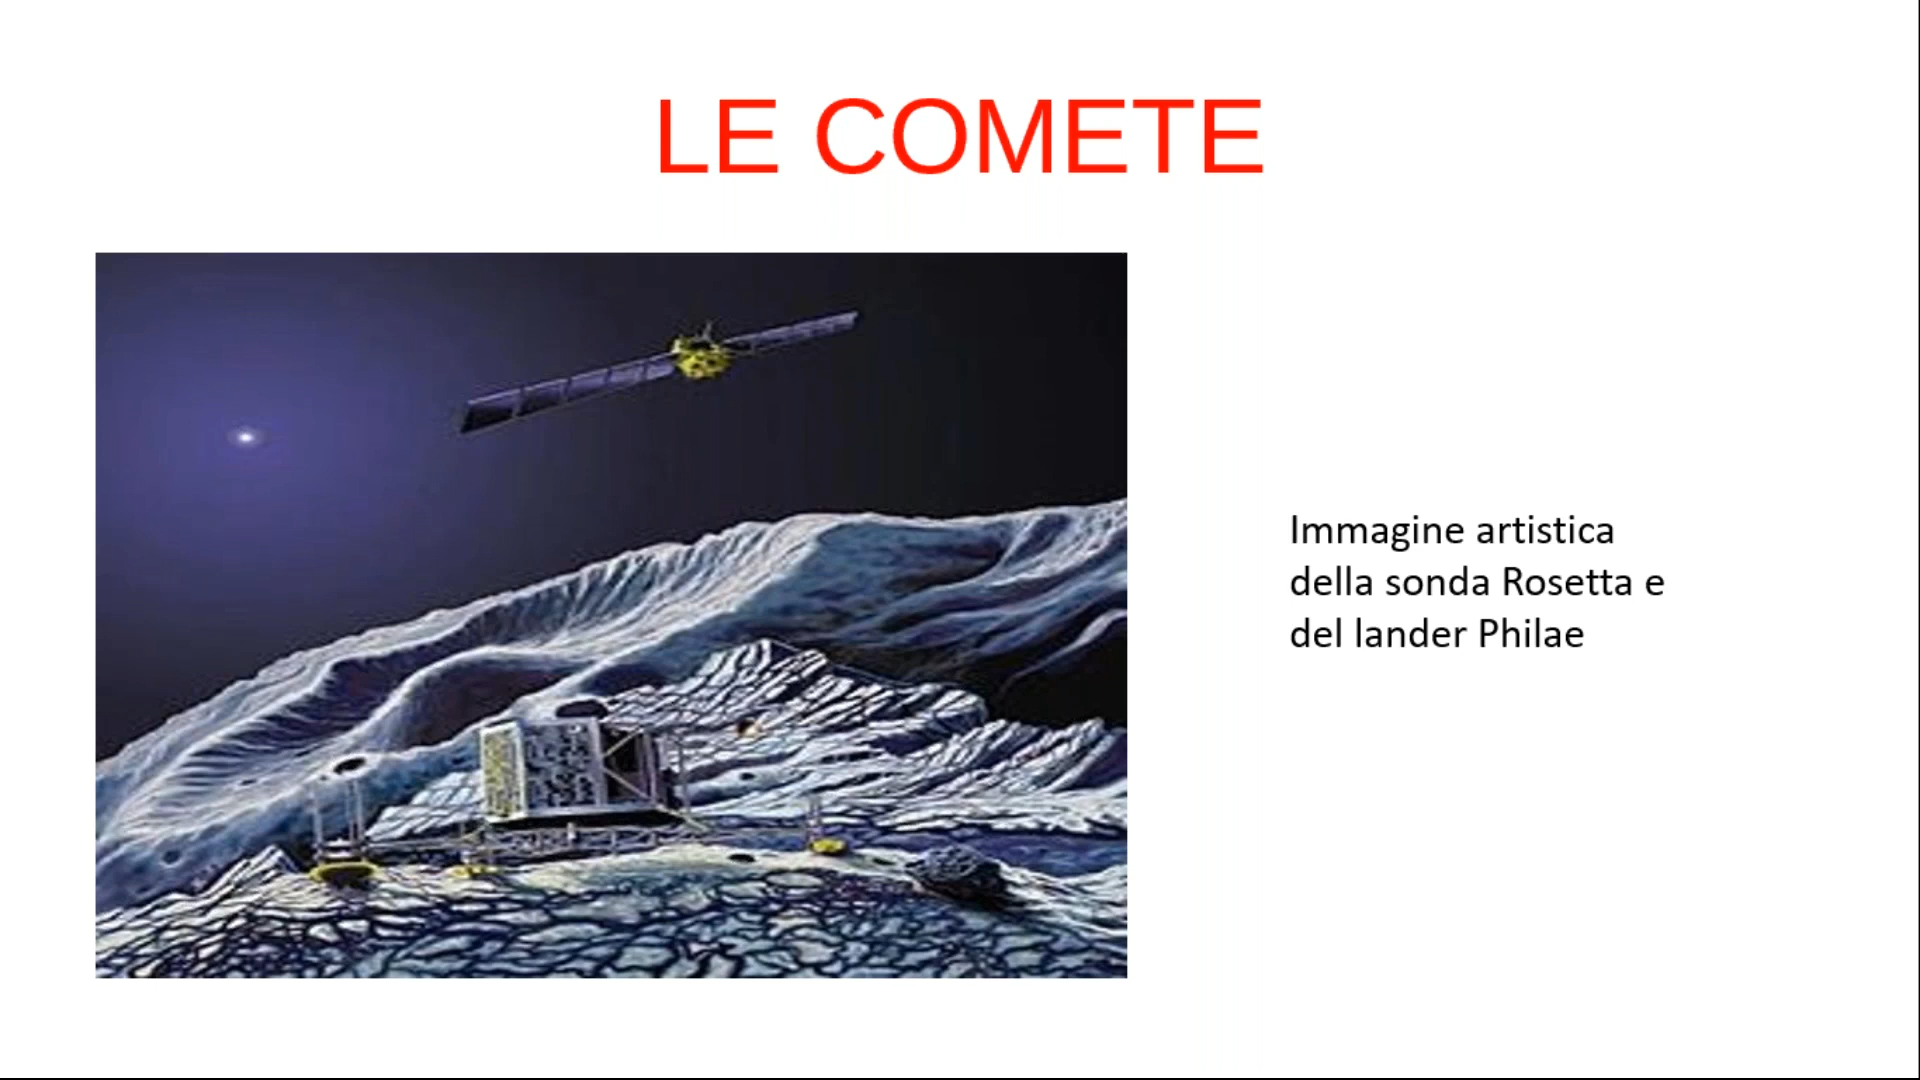 LE COMETE
Immagine artistica
della sonda Rosetta e
del lander Philae